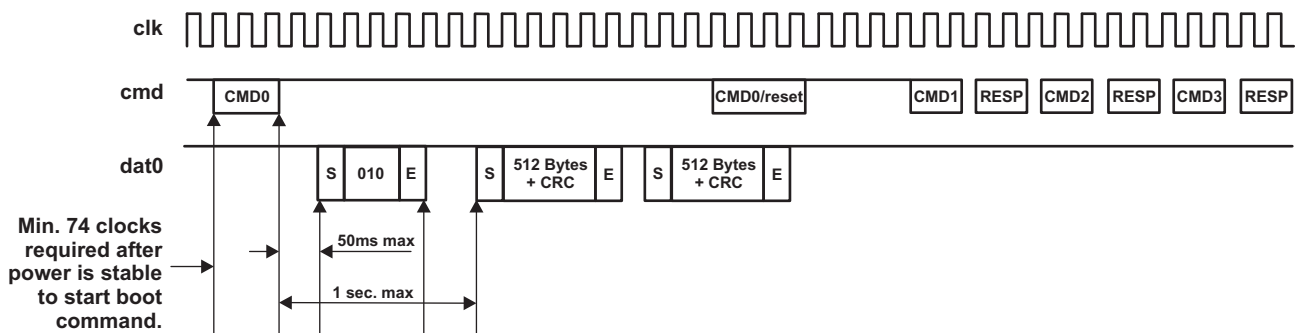 clk
cmd
CMD0
CMD0/reset
CMD1
RESP
CMD2
RESP
CMD3
RESP
dat0
S
010
E
S
512 Bytes
+ CRC
E
S
512 Bytes
+ CRC
E
Min. 74 clocks
required after
power is stable
to start boot
command.
50ms max
1 sec. max